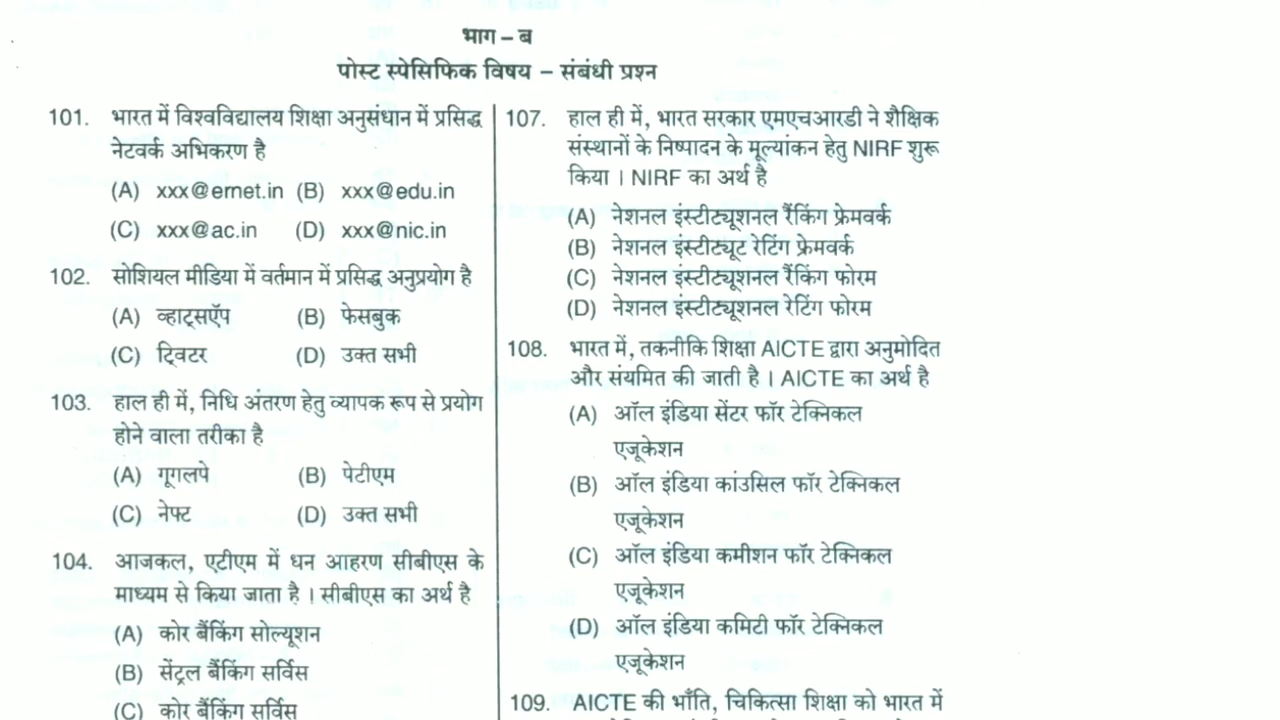 भाग – ब
पोस्ट स्पेसिफिक विषय – संबंधी प्रश्न
101. भारत में विश्वविद्यालय शिक्षा अनुसंधान में प्रसिद्ध
नेटवर्क अभिकरण है
(A) xxx@ernet.in (B) xxx@edu.in
(C) xxx@ac.in (D) xxx@nic.in
102. सोशियल मीडिया में वर्तमान में प्रसिद्ध अनुप्रयोग है
(A) व्हाट्सऍप (B) फेसबुक
(C) ट्विटर (D) उक्त सभी
103. हाल ही में, निधि अंतरण हेतु व्यापक रूप से प्रयोग
होने वाला तरीका है
(A) गूगलपे (B) पेटीएम
(C) नेफ्ट (D) उक्त सभी
104. आजकल, एटीएम में धन आहरण सीबीएस के
माध्यम से किया जाता है । सीबीएस का अर्थ है
(A) कोर बैंकिंग सोल्यूशन
(B) सेंट्रल बैंकिंग सर्विस
(C) कोर बैंकिंग सर्विस
107. हाल ही में, भारत सरकार एमएचआरडी ने शैक्षिक
संस्थानों के निष्पादन के मूल्यांकन हेतु NIRF शुरू
किया । NIRF का अर्थ है
(A) नेशनल इंस्टीट्यूशनल रैंकिंग फ्रेमवर्क
(B) नेशनल इंस्टीट्यूट रेटिंग फ्रेमवर्क
(C) नेशनल इंस्टीट्यूशनल रैंकिंग फोरम
(D) नेशनल इंस्टीट्यूशनल रेटिंग फोरम
108. भारत में, तकनीकि शिक्षा AICTE द्वारा अनुमोदित
और संयमित की जाती है । AICTE का अर्थ है
(A) ऑल इंडिया सेंटर फॉर टेक्निकल
एजूकेशन
(B) ऑल इंडिया कांउसिल फॉर टेक्निकल
एजूकेशन
(C) ऑल इंडिया कमीशन फॉर टेक्निकल
एजूकेशन
(D) ऑल इंडिया कमिटी फॉर टेक्निकल
एजूकेशन
109. AICTE की भाँति, चिकित्सा शिक्षा को भारत में